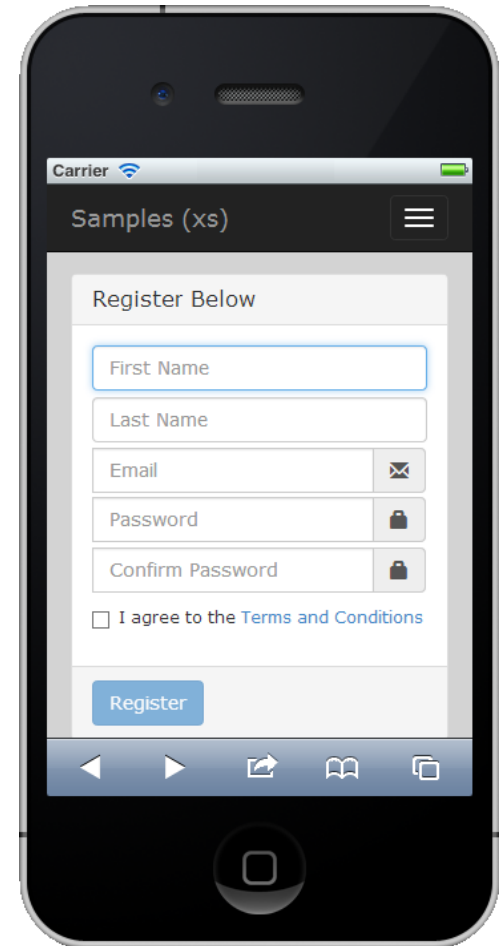 Carrier
Samples (xs)
Register Below
First Name
Last Name
Email
Password
Confirm Password
I agree to the Terms and Conditions
Register